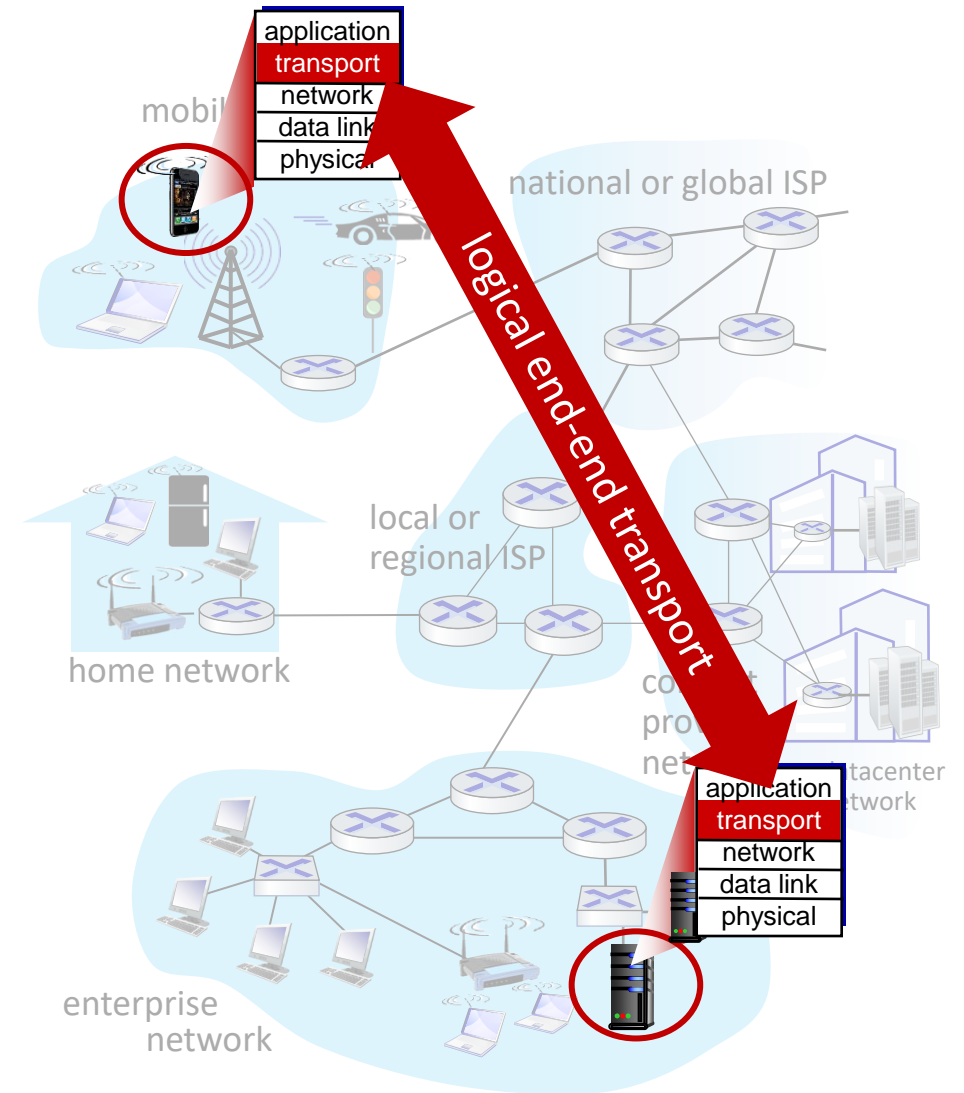 application
transport
network
data link
physical
mobil
national or global ISP
logical end-end transport
local or
regional ISP
home network
application
transport
network
data link
physical
enterprise
network